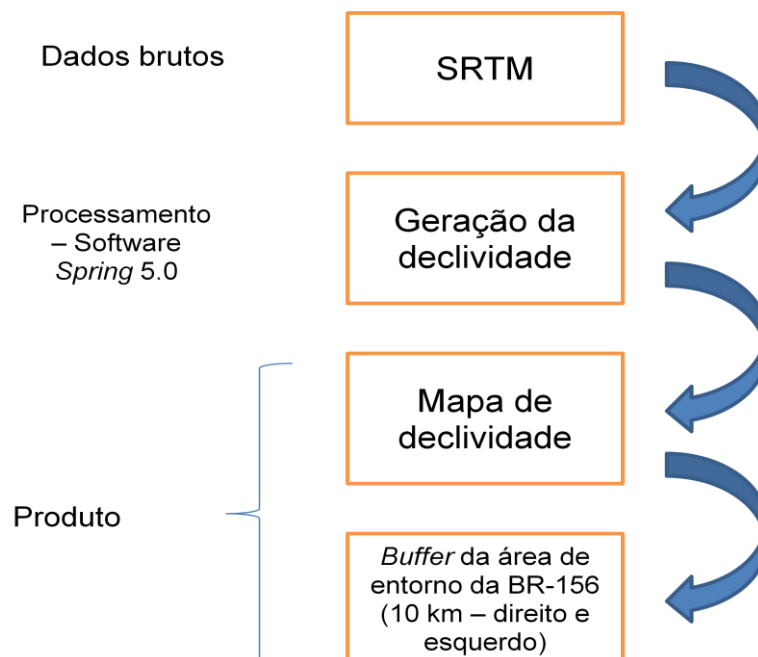 Dados brutos
SRTM
Processamento
– Software
Spring 5.0
Geração da
declividade
Mapa de
declividade
Produto
Buffer da área de
entorno da BR-156
(10 km – direito e
esquerdo)